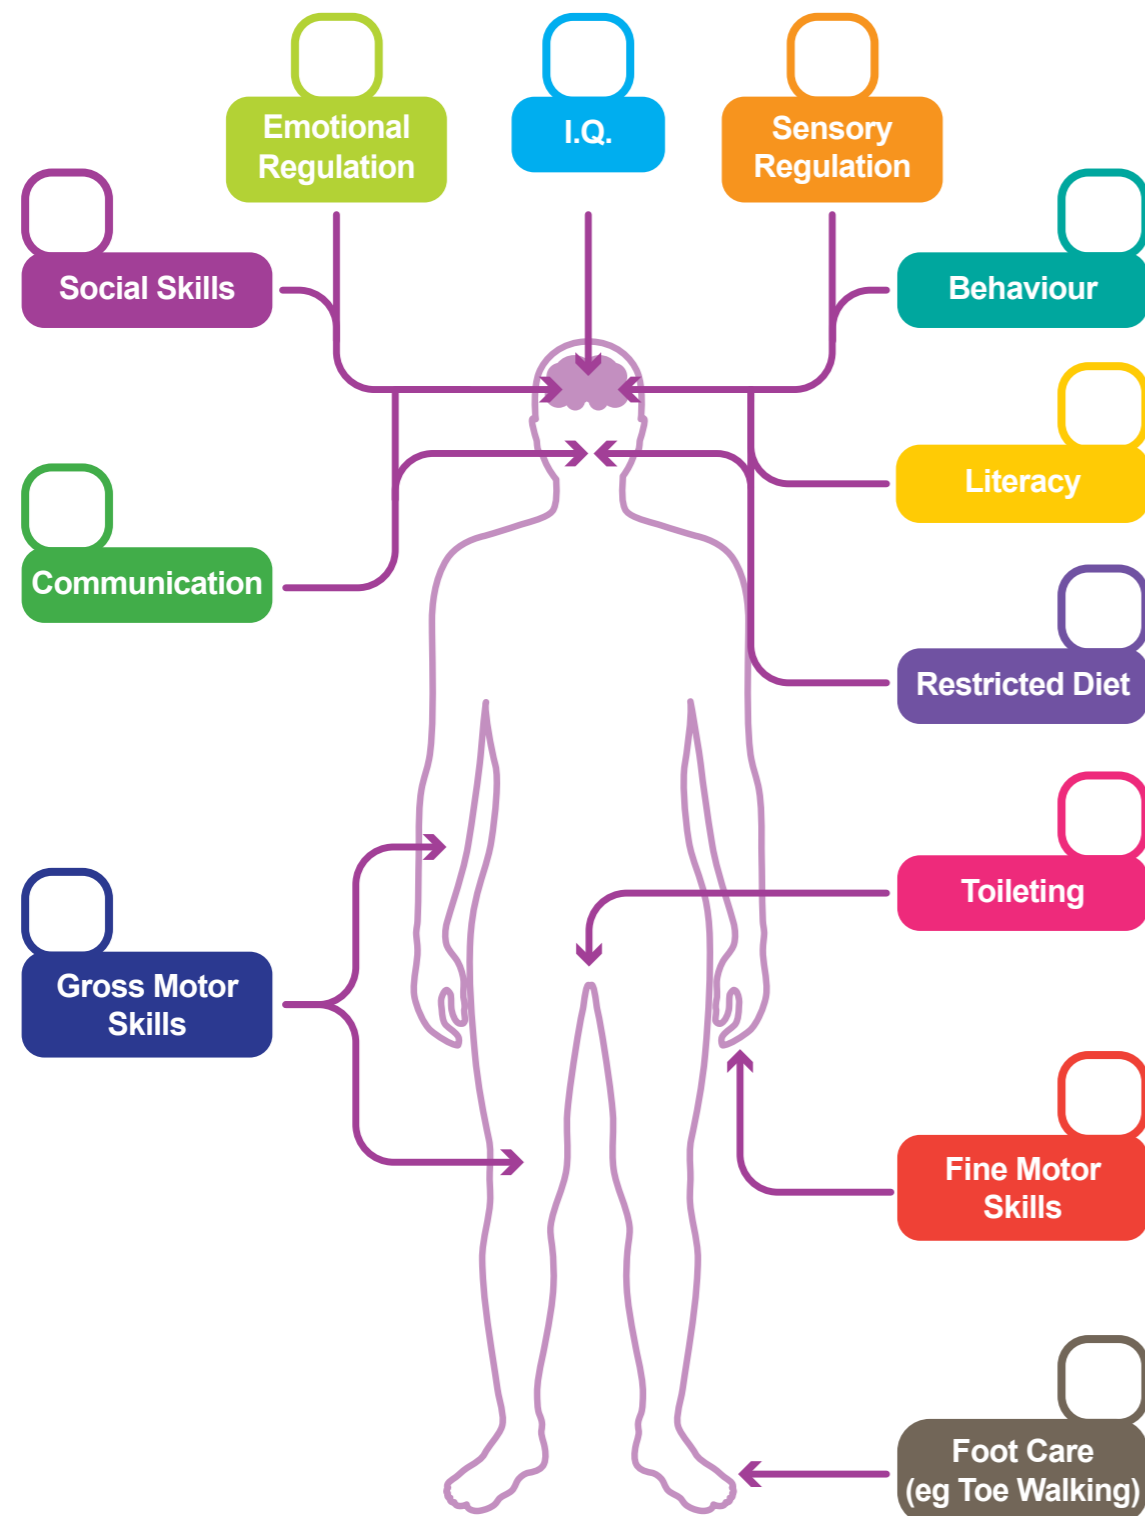 Emotional
Regulation
I.Q.
Sensory
Regulation
Social Skills
Behaviour
Literacy
Communication
Restricted Diet
Toileting
Gross Motor
Skills
Fine Motor
Skills
Foot Care
(eg Toe Walking)